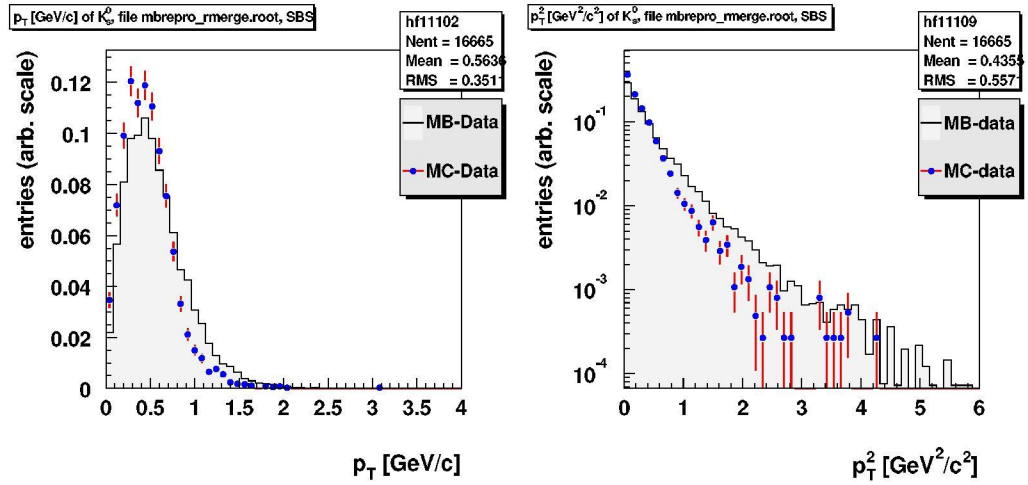 p_T [GeV/c] of K_s^0, file mbrepro_rmerge.root, SBS
hf11102
Nent = 16665
Mean = 0.5636
RMS = 0.3511
MB-Data
MC-Data
entries (arb. scale)
0.12
0.1
0.08
0.06
0.04
0.02
0
0 0.5 1 1.5 2 2.5 3 3.5 4
p_T [GeV/c]
p_T^2 [GeV^2/c^2] of K_s^0, file mbrepro_rmerge.root, SBS
hf11109
Nent = 16665
Mean = 0.4355
RMS = 0.5571
MB-data
MC-data
entries (arb. scale)
10^-1
10^-2
10^-3
10^-4
0 1 2 3 4 5 6
p_T^2 [GeV^2/c^2]